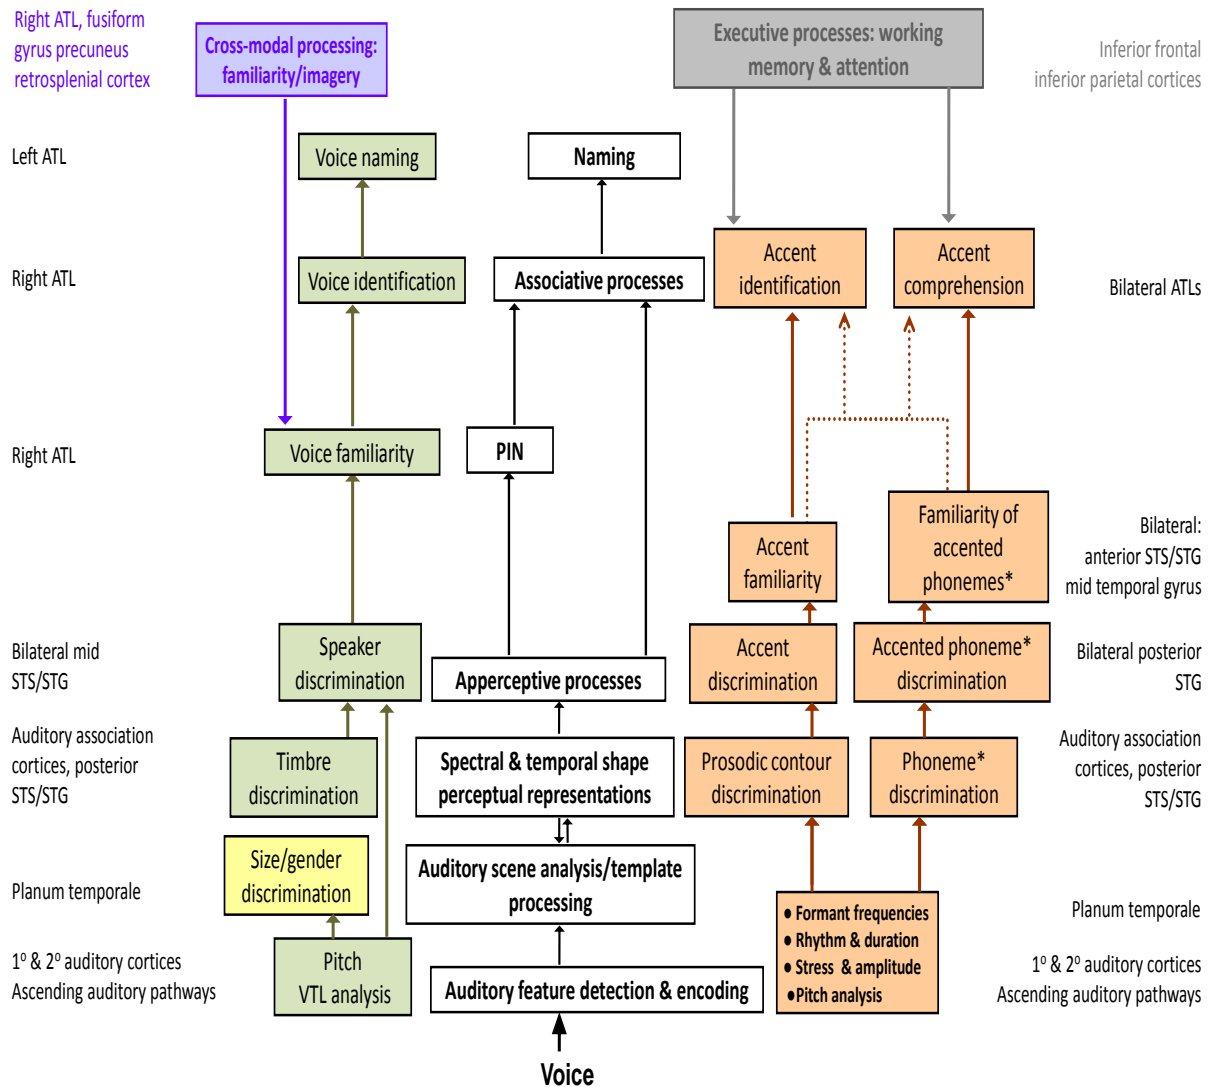 Right ATL, fusiform
gyrus precuneus
retrosplenial cortex
Cross-modal processing:
familiarity/imagery
Executive processes: working
memory & attention
Inferior frontal
inferior parietal cortices
Left ATL
Voice naming
Naming
Right ATL
Voice identification
Associative processes
Accent
identification
Accent
comprehension
Bilateral ATLs
Right ATL
Voice familiarity
PIN
Accent
familiarity
Familiarity of
accented
phonemes*
Bilateral:
anterior STS/STG
mid temporal gyrus
Bilateral mid
STS/STG
Speaker
discrimination
Apperceptive processes
Accent
discrimination
Accented phoneme*
discrimination
Bilateral posterior
STG
Auditory association
cortices, posterior
STS/STG
Timbre
discrimination
Spectral & temporal shape
perceptual representations
Prosodic contour
discrimination
Phoneme*
discrimination
Auditory association
cortices, posterior
STS/STG
Planum temporale
Size/gender
discrimination
Auditory scene analysis/template
processing
● Formant frequencies
● Rhythm & duration
● Stress & amplitude
●Pitch analysis
Planum temporale
1º & 2º auditory cortices
Ascending auditory pathways
Pitch
VTL analysis
Auditory feature detection & encoding
1º & 2º auditory cortices
Ascending auditory pathways
Voice